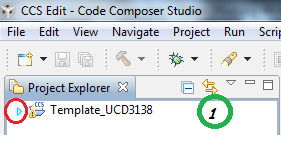 CCS Edit - Code Composer Studio
File Edit View Navigate Project Run Scrip
Project Explorer
1
CCS Template_UCD3138